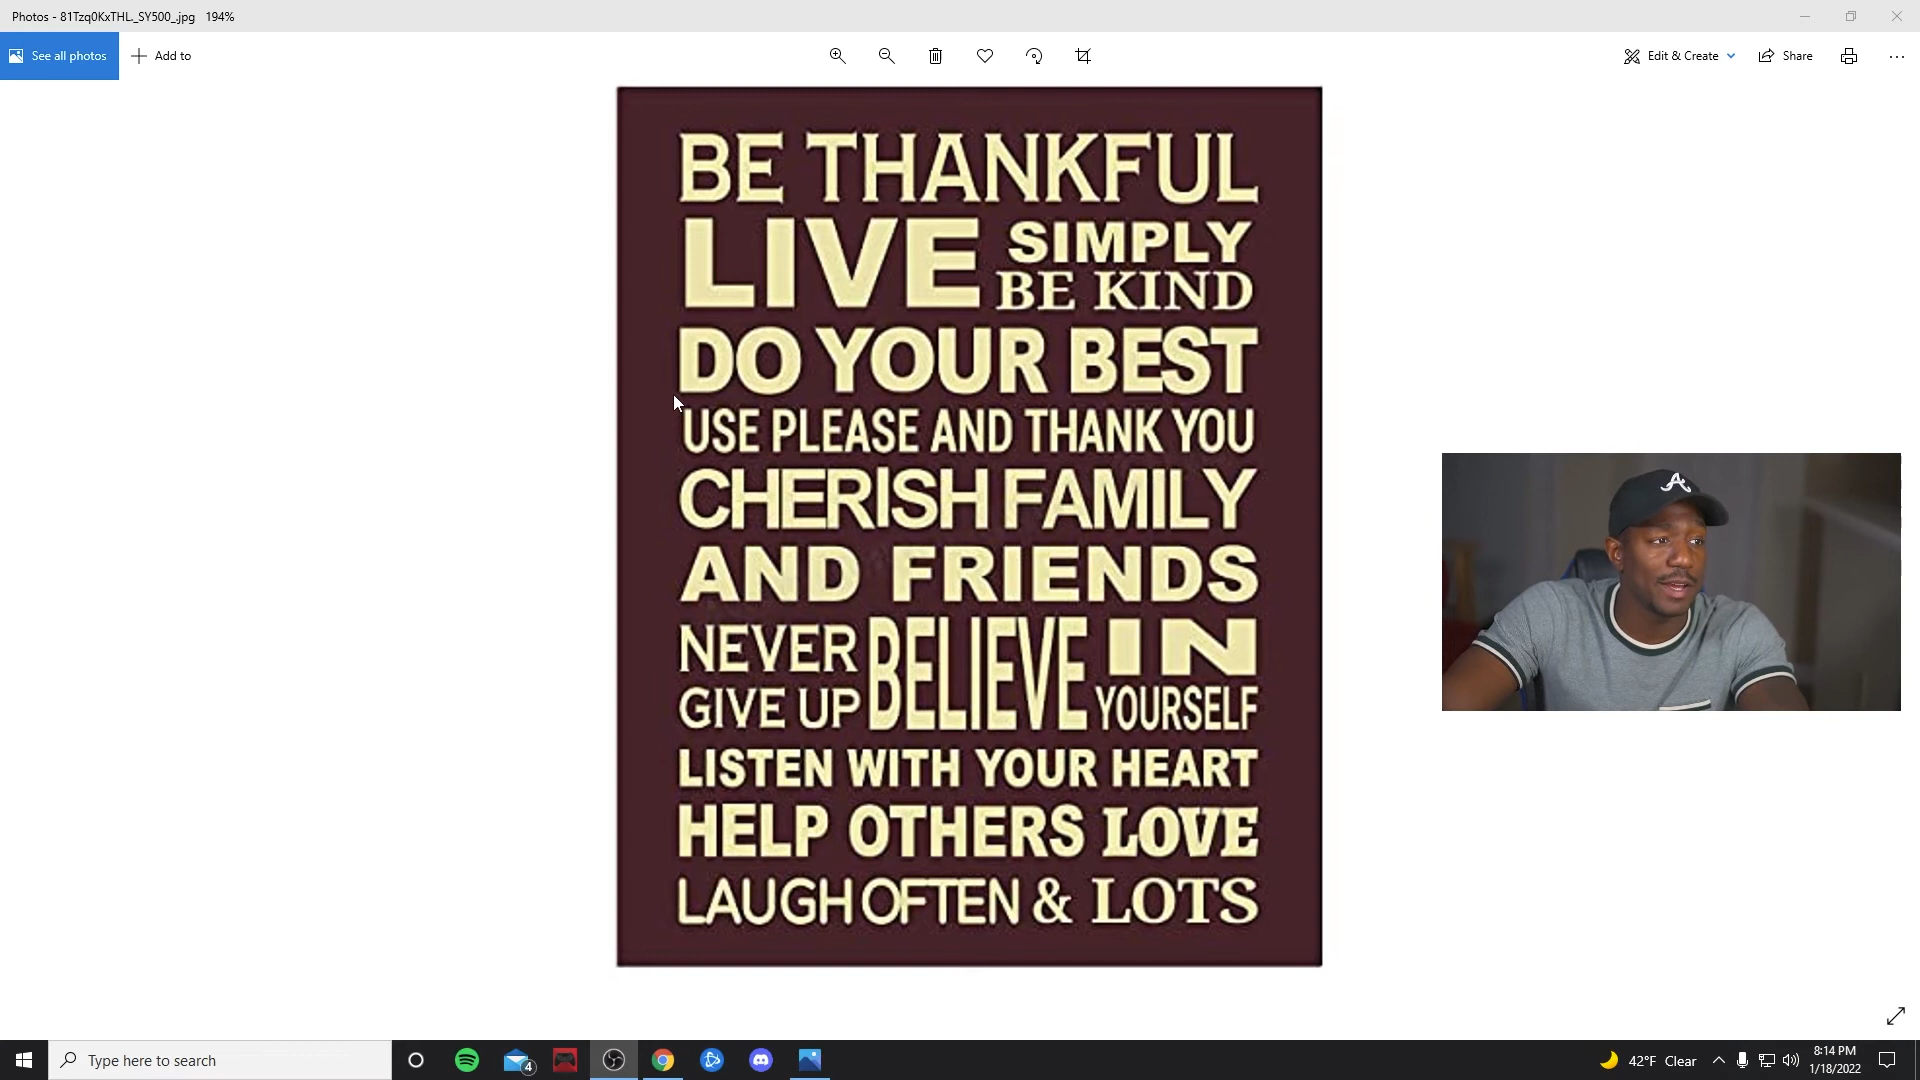 Photos - 81Tzq0KxTHL._SY500_.jpg 194%
See all photos
Add to
Edit & Create
Share
BE THANKFUL
LIVE SIMPLY
BE KIND
DO YOUR BEST
USE PLEASE AND THANK YOU
CHERISH FAMILY
AND FRIENDS
NEVER
GIVE UP
BELIEVE IN
YOURSELF
LISTEN WITH YOUR HEART
HELP OTHERS LOVE
LAUGH OFTEN & LOTS
A
Type here to search
4
42°F Clear
8:14 PM
1/18/2022